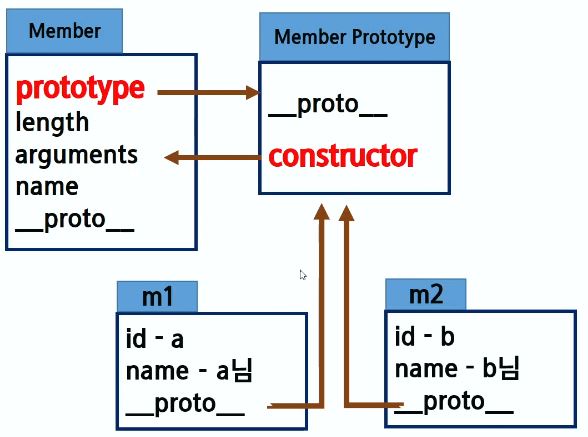 Member
prototype
length
arguments
name
__proto__
Member Prototype
__proto__
constructor
m1
id - a
name - a님
__proto__
m2
id - b
name - b님
__proto__